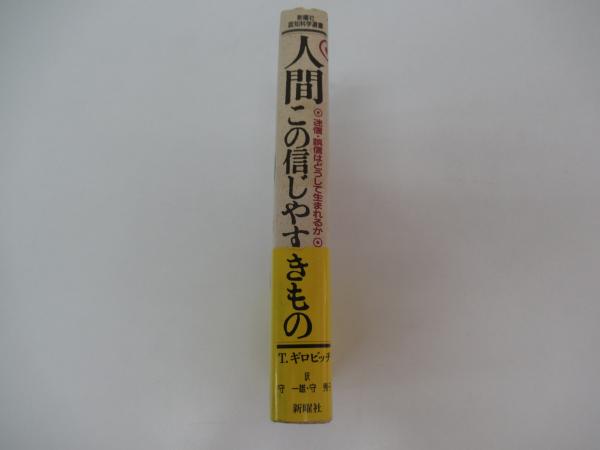 新曜社
認知科学選書
人間この信じやすきもの
迷信・誤信はどうして生まれるか
T.ギロビッチ
訳
守 一雄・守 秀子
新曜社